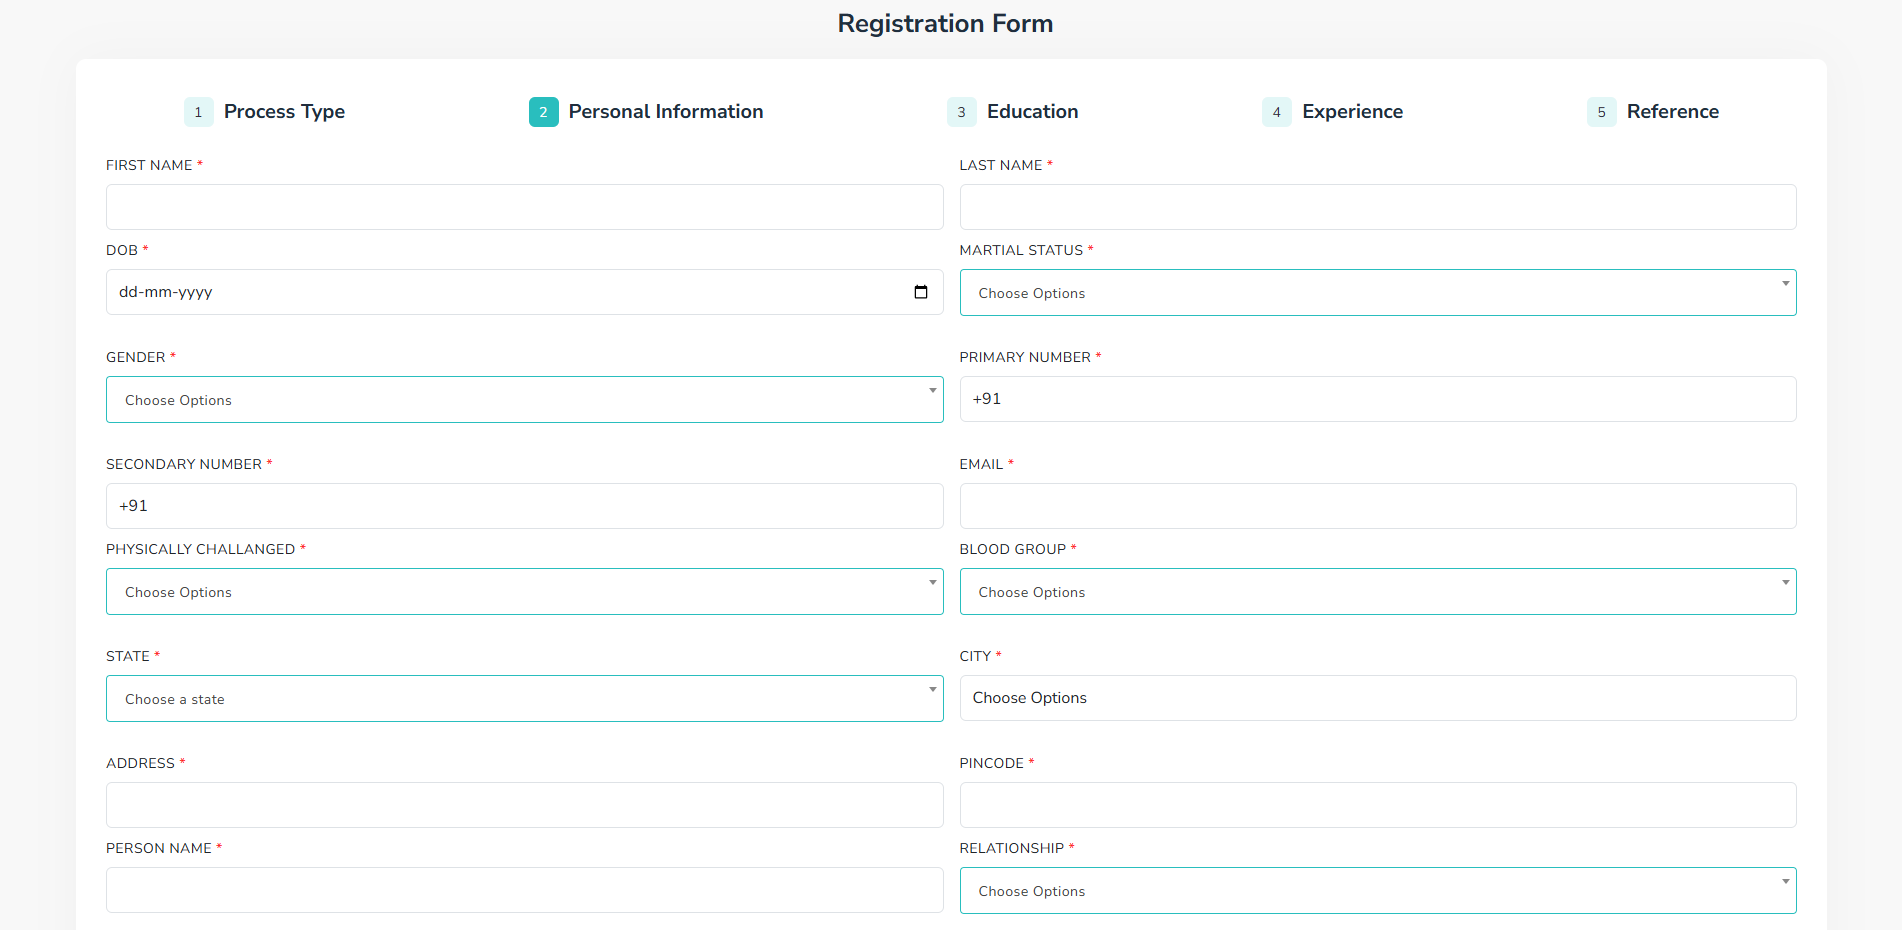 Registration Form
1 Process Type 2 Personal Information 3 Education 4 Experience 5 Reference
FIRST NAME * LAST NAME *
DOB * MARTIAL STATUS *
dd-mm-yyyy Choose Options
GENDER * PRIMARY NUMBER *
Choose Options +91
SECONDARY NUMBER * EMAIL *
+91
PHYSICALLY CHALLANGED * BLOOD GROUP *
Choose Options Choose Options
STATE * CITY *
Choose a state Choose Options
ADDRESS * PINCODE *
PERSON NAME * RELATIONSHIP *
Choose Options